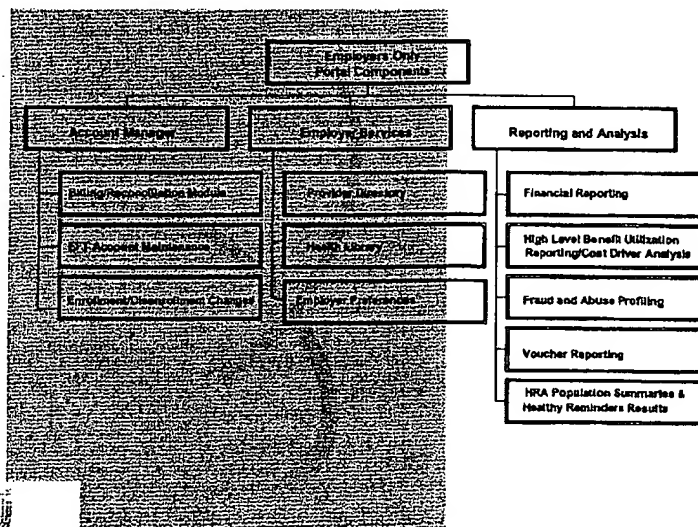 Employers Only
Portal Components
Account Manager
Employer Services
Reporting and Analysis
Billing/Reconciliation Module
Provider Directory
Financial Reporting
EFT Account Maintenance
Health Library
High Level Benefit Utilization
Reporting/Cost Driver Analysis
Enrollment/Disenrollment Changes
Employer Preferences
Fraud and Abuse Profiling
Voucher Reporting
HRA Population Summaries &
Healthy Reminders Results